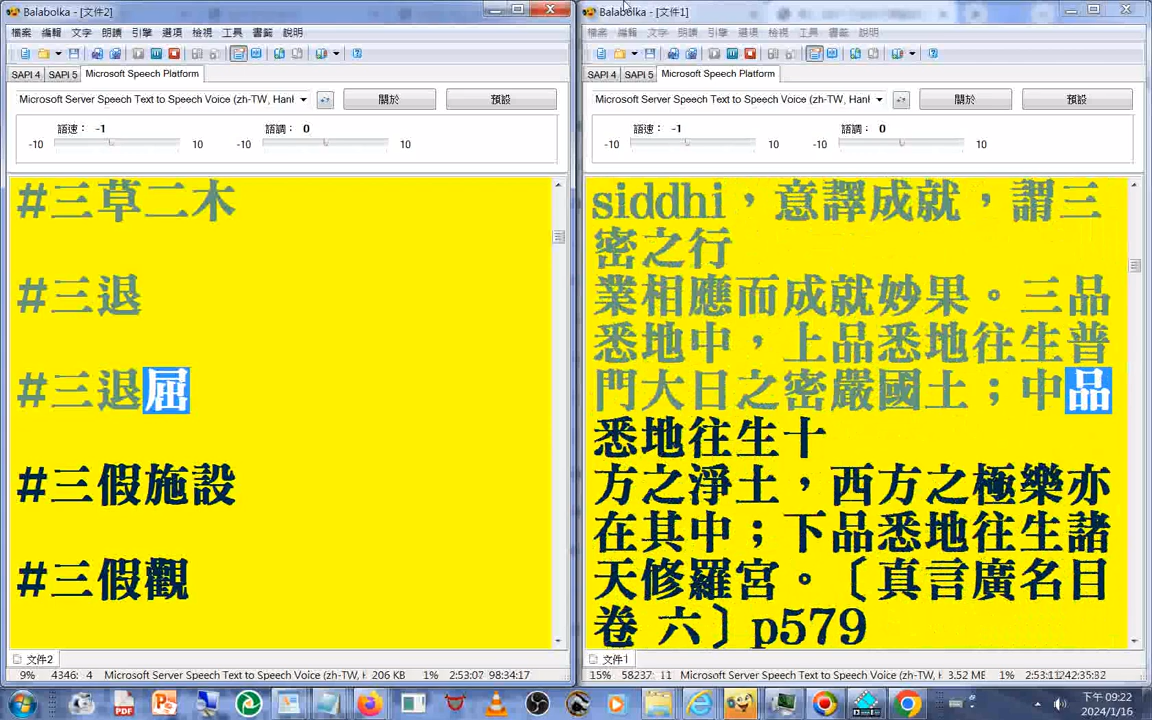 Balabolka - [文件2]
檔案 編輯 文字 朗讀 引擎 選項 檢視 工具 書籤 說明
SAPI 4 SAPI 5 Microsoft Speech Platform
Microsoft Server Speech Text to Speech Voice (zh-TW, Hanl
關於 預設
語速： -1 語調： 0
-10 10 -10 10
#三草二木
#三退
#三退屈
#三假施設
#三假觀
文件2
9% 4346: 4 Microsoft Server Speech Text to Speech Voice (zh-TW, H 206 KB 1% 2:53:07 98:34:17
Balabolka - [文件1]
檔案 編輯 文字 朗讀 引擎 選項 檢視 工具 書籤 說明
SAPI 4 SAPI 5 Microsoft Speech Platform
Microsoft Server Speech Text to Speech Voice (zh-TW, Hanl
關於 預設
語速： -1 語調： 0
-10 10 -10 10
siddhi，意譯成就，謂三
密之行
業相應而成就妙果。三品
悉地中，上品悉地往生普
門大日之密嚴國土；中品
悉地往生十
方之淨土，西方之極樂亦
在其中；下品悉地往生諸
天修羅宮。〔真言廣名目
卷 六〕p579
文件1
15% 58237: 11 Microsoft Server Speech Text to Speech Voice (zh-TW, H 3.52 MB 1% 2:53:11 242:35:32
下午 09:22
2024/1/16